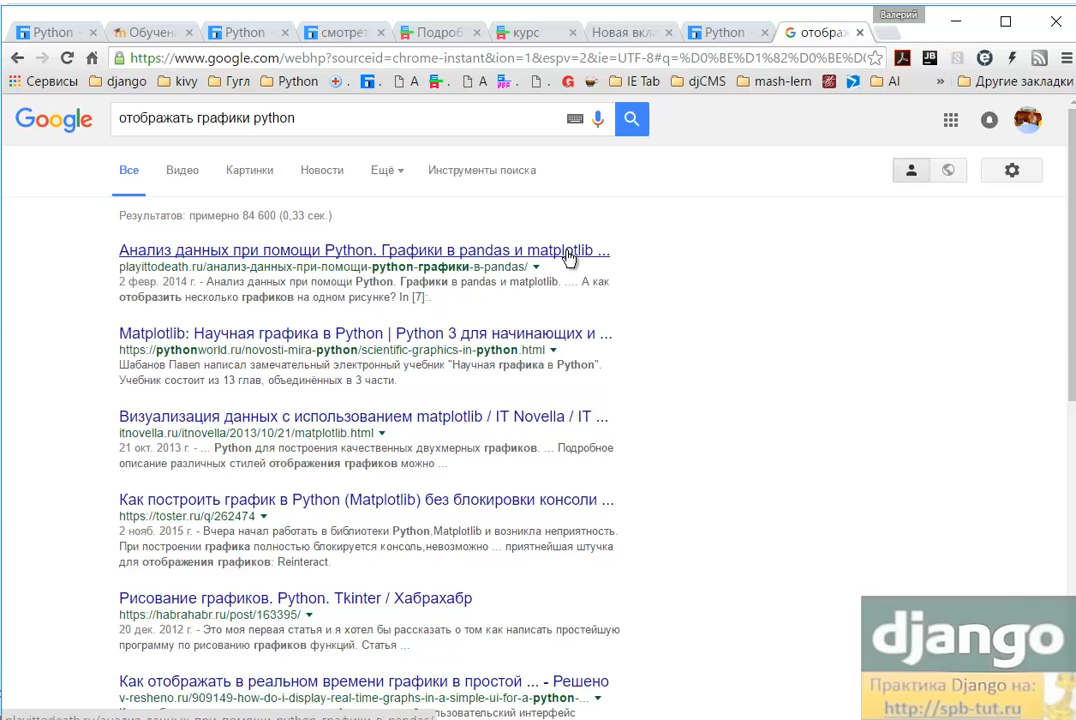 Валерий
Python
Обучен
Python
смотрет
Подроб
курс
Новая вкл
Python
отображ
https://www.google.com/webhp?sourceid=chrome-instant&ion=1&espv=2&ie=UTF-8#q=%D0%BE%D1%82%D0%BE%D
Сервисы django kivy Гугл Python A A IE Tab djCMS mash-lern AI » Другие закладки
Google отображать графики python
Все Видео Картинки Новости Ещё Инструменты поиска
Результатов: примерно 84 600 (0,33 сек.)
Анализ данных при помощи Python. Графики в pandas и matplotlib ...
playittodeath.ru/анализ-данных-при-помощи-python-графики-в-pandas/
2 февр. 2014 г. - Анализ данных при помощи Python. Графики в pandas и matplotlib. .... А как
отобразить несколько графиков на одном рисунке? In [7]:.
Matplotlib: Научная графика в Python | Python 3 для начинающих и ...
https://pythonworld.ru/novosti-mira-python/scientific-graphics-in-python.html
Шабанов Павел написал замечательный электронный учебник "Научная графика в Python".
Учебник состоит из 13 глав, объединённых в 3 части.
Визуализация данных с использованием matplotlib / IT Novella / IT ...
itnovella.ru/itnovella/2013/10/21/matplotlib.html
21 окт. 2013 г. - ... Python для построения качественных двухмерных графиков. ... Подробное
описание различных стилей отображения графиков можно ...
Как построить график в Python (Matplotlib) без блокировки консоли ...
https://toster.ru/q/262474
2 нояб. 2015 г. - Вчера начал работать в библиотеки Python,Matplotlib и возникла неприятность.
При построении графика полностью блокируется консоль,невозможно ... приятнейшая штучка
для отображения графиков: Reinteract.
Рисование графиков. Python. Tkinter / Хабрахабр
https://habrahabr.ru/post/163395/
20 дек. 2012 г. - Это моя первая статья и я хотел бы рассказать о том как написать простейшую
программу по рисованию графиков функций. Статья ...
Как отображать в реальном времени графики в простой ... - Решено
v-resheno.ru/909149-how-do-i-display-real-time-graphs-in-a-simple-ui-for-a-python-...
playittodeath.ru/анализ-данных-при-помощи-python-графики-в-pandas/
льзовательский интерфейс
django
Практика Django на:
http://spb-tut.ru